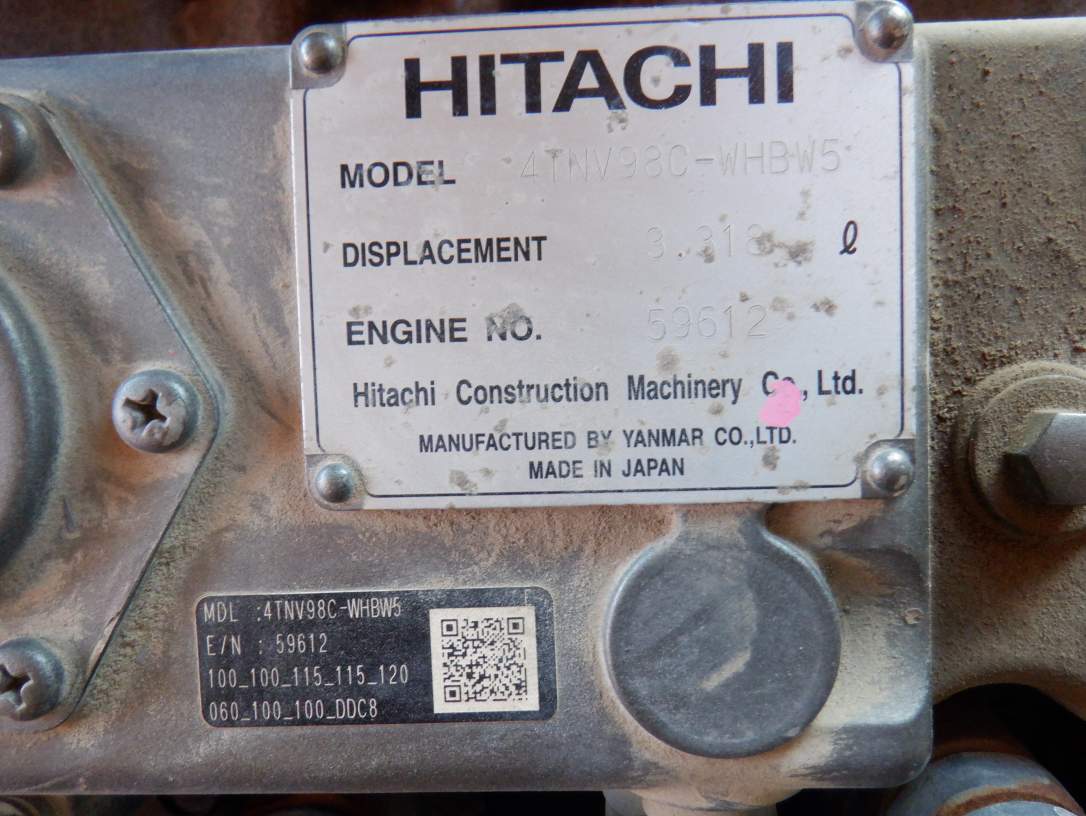 HITACHI
MODEL 4TNV98C-WHBW5
DISPLACEMENT 3.318 ℓ
ENGINE NO. 59612
Hitachi Construction Machinery Co., Ltd.
MANUFACTURED BY YANMAR CO.,LTD.
MADE IN JAPAN
MDL :4TNV98C-WHBW5
E/N : 59612
100_100_115_115_120
060_100_100_DDC8